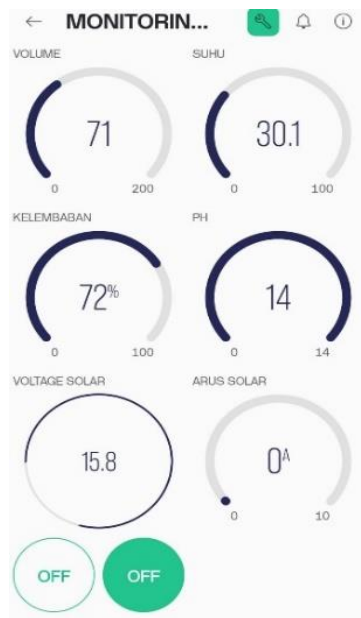 MONITORIN...
VOLUME SUHU
71 30.1
0 200 0 100
KELEMBABAN PH
72% 14
0 100 0 14
VOLTAGE SOLAR ARUS SOLAR
15.8 0A
0 10
OFF OFF